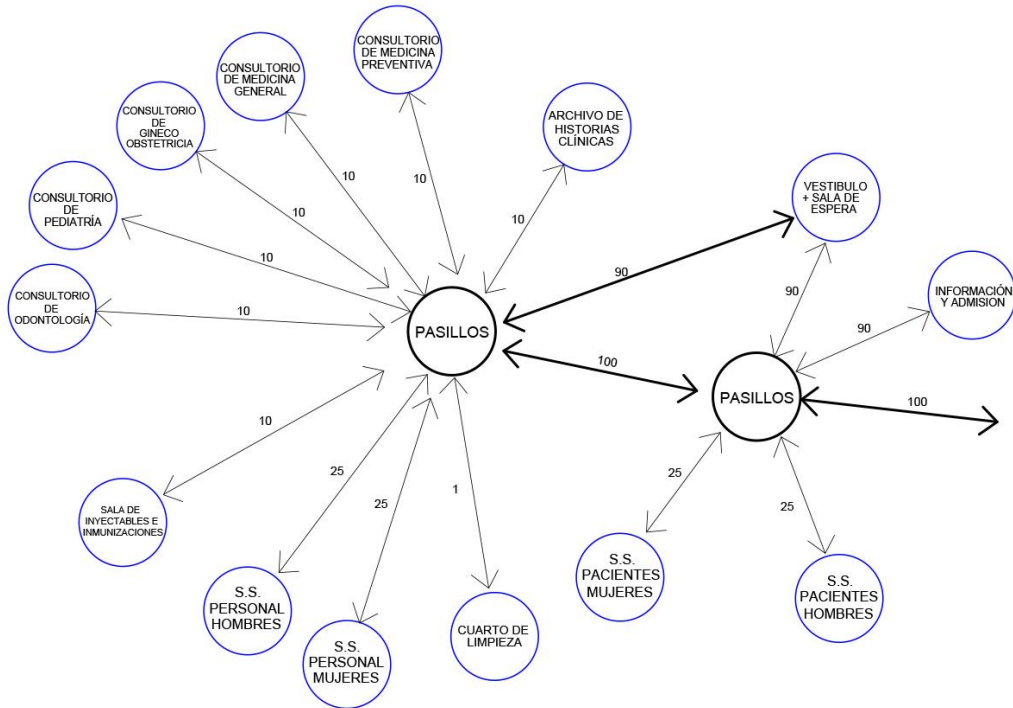 CONSULTORIO
DE MEDICINA
PREVENTIVA
CONSULTORIO
DE MEDICINA
GENERAL
CONSULTORIO
DE
GINECO
OBSTETRICIA
ARCHIVO DE
HISTORIAS
CLÍNICAS
CONSULTORIO
DE
PEDIATRÍA
VESTIBULO
+ SALA DE
ESPERA
10
10
10
10
10
CONSULTORIO
DE
ODONTOLOGÍA
10
90
90
INFORMACIÓN
Y ADMISION
90
PASILLOS
100
PASILLOS
100
10
25
25
1
25
25
SALA DE
INYECTABLES E
INMUNIZACIONES
S.S.
PERSONAL
HOMBRES
S.S.
PERSONAL
MUJERES
CUARTO DE
LIMPIEZA
S.S.
PACIENTES
MUJERES
S.S.
PACIENTES
HOMBRES